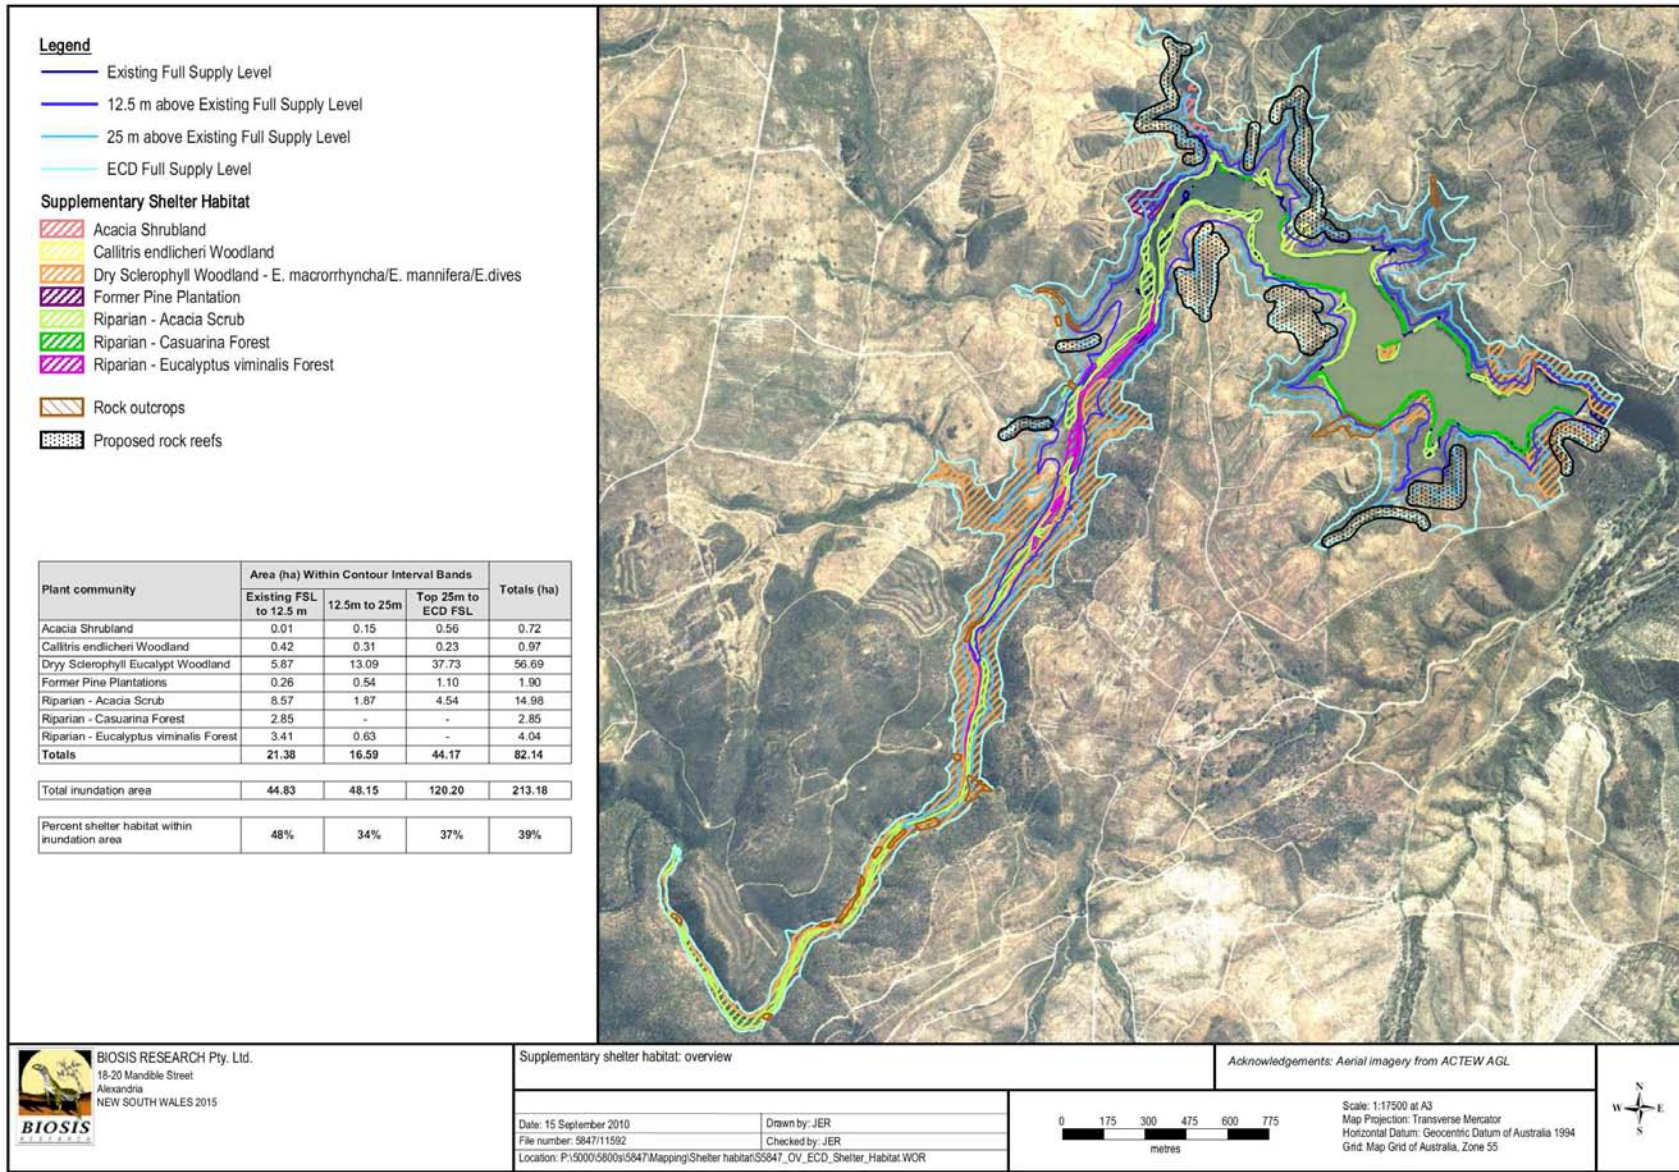 Legend
Existing Full Supply Level
12.5 m above Existing Full Supply Level
25 m above Existing Full Supply Level
ECD Full Supply Level
Supplementary Shelter Habitat
Acacia Shrubland
Callitris endlicheri Woodland
Dry Sclerophyll Woodland - E. macrorrhyncha/E. mannifera/E.dives
Former Pine Plantation
Riparian - Acacia Scrub
Riparian - Casuarina Forest
Riparian - Eucalyptus viminalis Forest
Rock outcrops
Proposed rock reefs
Plant community Area (ha) Within Contour Interval Bands Totals (ha)
Existing FSL to 12.5 m 12.5m to 25m Top 25m to ECD FSL
Acacia Shrubland 0.01 0.15 0.56 0.72
Callitris endlicheri Woodland 0.42 0.31 0.23 0.97
Dryy Sclerophyll Eucalypt Woodland 5.87 13.09 37.73 56.69
Former Pine Plantations 0.26 0.54 1.10 1.90
Riparian - Acacia Scrub 8.57 1.87 4.54 14.98
Riparian - Casuarina Forest 2.85 - - 2.85
Riparian - Eucalyptus viminalis Forest 3.41 0.63 - 4.04
Totals 21.38 16.59 44.17 82.14
Total inundation area 44.83 48.15 120.20 213.18
Percent shelter habitat within inundation area 48% 34% 37% 39%
BIOSIS RESEARCH Pty. Ltd.
18-20 Mandible Street
Alexandria
NEW SOUTH WALES 2015
BIOSIS
RESEARCH
Supplementary shelter habitat: overview
Acknowledgements: Aerial imagery from ACTEW AGL
Date: 15 September 2010
Drawn by: JER
File number: 5847/11592
Checked by: JER
Location: P:\5000\5800s\5847\Mapping\Shelter habitat\S5847_OV_ECD_Shelter_Habitat.WOR
0 175 300 475 600 775
metres
Scale: 1:17500 at A3
Map Projection: Transverse Mercator
Horizontal Datum: Geocentric Datum of Australia 1994
Grid: Map Grid of Australia, Zone 55
N
W E
S